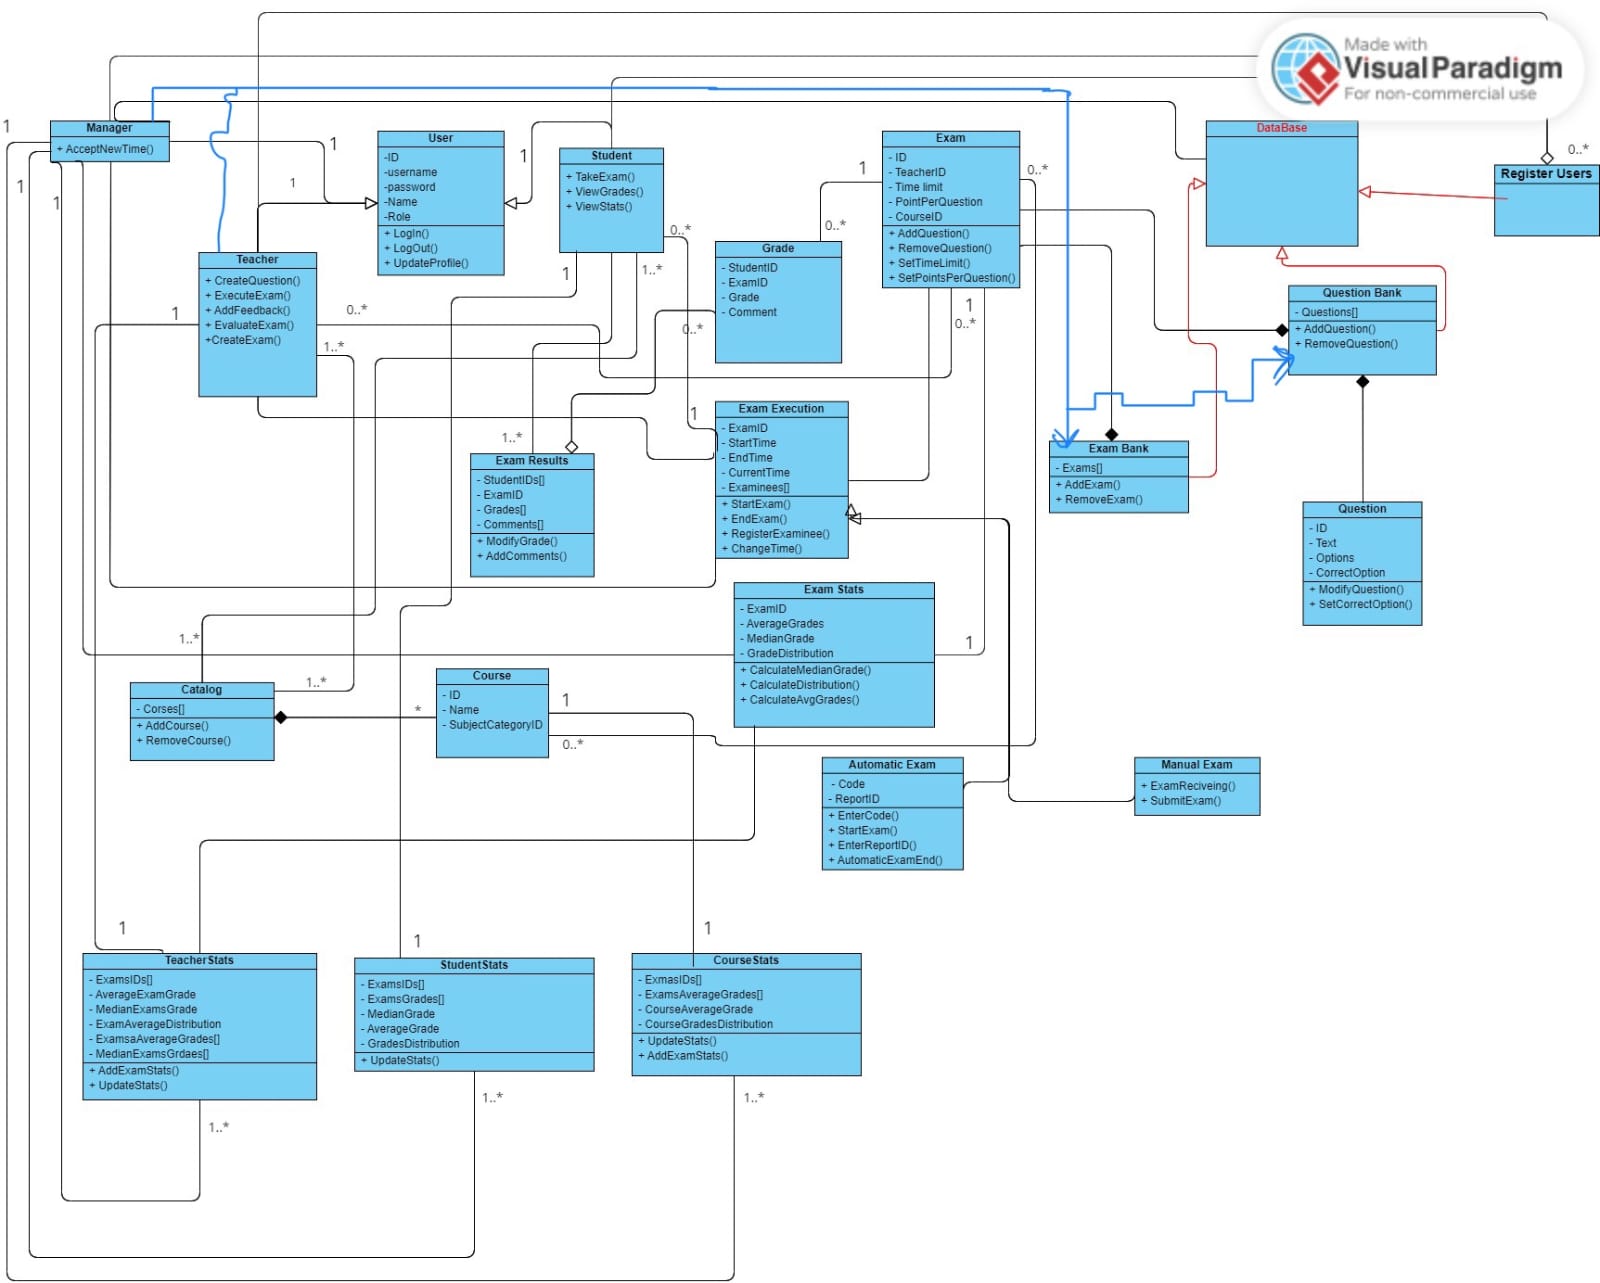 Made with
Visual Paradigm
For non-commercial use
Manager
+ AcceptNewTime()
User
-ID
-username
-password
-Name
-Role
+ LogIn()
+ LogOut()
+ UpdateProfile()
Student
+ TakeExam()
+ ViewGrades()
+ ViewStats()
Exam
- ID
- TeacherID
- Time limit
- PointPerQuestion
- CourseID
+ AddQuestion()
+ RemoveQuestion()
+ SetTimeLimit()
+ SetPointsPerQuestion()
DataBase
Register Users
Teacher
+ CreateQuestion()
+ ExecuteExam()
+ AddFeedback()
+ EvaluateExam()
+CreateExam()
Grade
- StudentID
- ExamID
- Grade
- Comment
Question Bank
- Questions[]
+ AddQuestion()
+ RemoveQuestion()
Exam Execution
- ExamID
- StartTime
- EndTime
- CurrentTime
- Examinees[]
+ StartExam()
+ EndExam()
+ RegisterExaminee()
+ ChangeTime()
Exam Results
- StudentIDs[]
- ExamID
- Grades[]
- Comments[]
+ ModifyGrade()
+ AddComments()
Exam Bank
- Exams[]
+ AddExam()
+ RemoveExam()
Question
- ID
- Text
- Options
- CorrectOption
+ ModifyQuestion()
+ SetCorrectOption()
Exam Stats
- ExamID
- AverageGrades
- MedianGrade
- GradeDistribution
+ CalculateMedianGrade()
+ CalculateDistribution()
+ CalculateAvgGrades()
Catalog
- Corses[]
+ AddCourse()
+ RemoveCourse()
Course
- ID
- Name
- SubjectCategoryID
Automatic Exam
- Code
- ReportID
+ EnterCode()
+ StartExam()
+ EnterReportID()
+ AutomaticExamEnd()
Manual Exam
+ ExamReciveing()
+ SubmitExam()
TeacherStats
- ExamsIDs[]
- AverageExamGrade
- MedianExamsGrade
- ExamAverageDistribution
- ExamsaAverageGrades[]
- MedianExamsGrdaes[]
+ AddExamStats()
+ UpdateStats()
StudentStats
- ExamsIDs[]
- ExamsGrades[]
- MedianGrade
- AverageGrade
- GradesDistribution
+ UpdateStats()
CourseStats
- ExmasIDs[]
- ExamsAverageGrades[]
- CourseAverageGrade
- CourseGradesDistribution
+ UpdateStats()
+ AddExamStats()
1
1
1
1
1
1
1
0..*
0..*
0..*
0..*
1..*
1
1
0..*
1..*
0..*
1
0..*
1
1..*
1..*
1
1..*
*
1
0..*
1
1
1
1..*
1..*
1..*